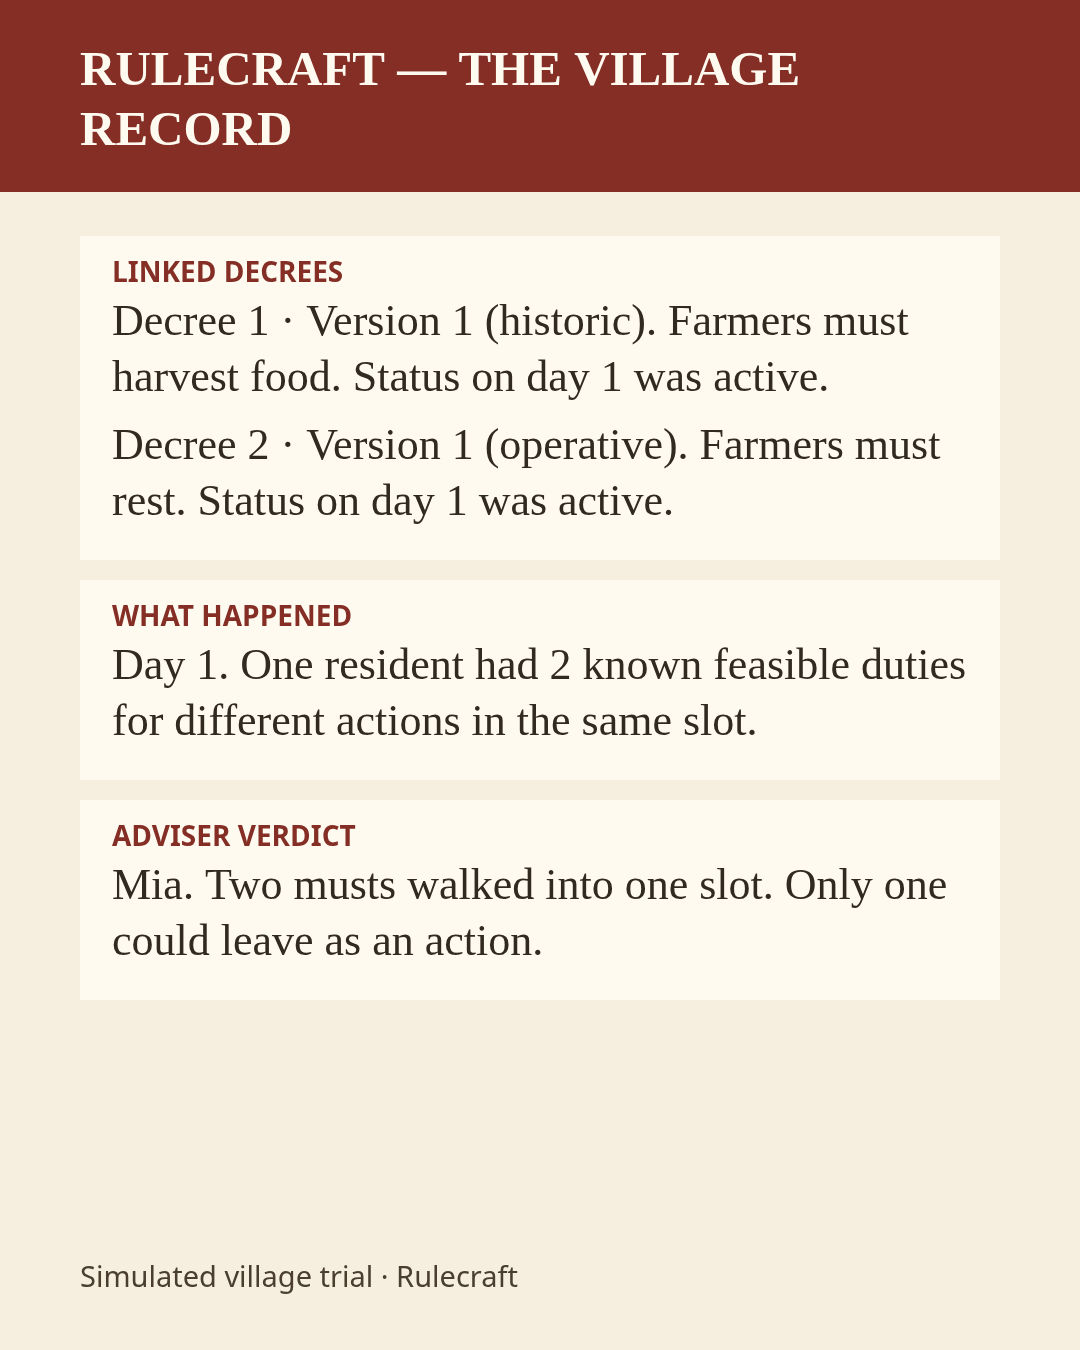 RULECRAFT — THE VILLAGE
RECORD
LINKED DECREES
Decree 1 · Version 1 (historic). Farmers must
harvest food. Status on day 1 was active.
Decree 2 · Version 1 (operative). Farmers must
rest. Status on day 1 was active.
WHAT HAPPENED
Day 1. One resident had 2 known feasible duties
for different actions in the same slot.
ADVISER VERDICT
Mia. Two musts walked into one slot. Only one
could leave as an action.
Simulated village trial · Rulecraft